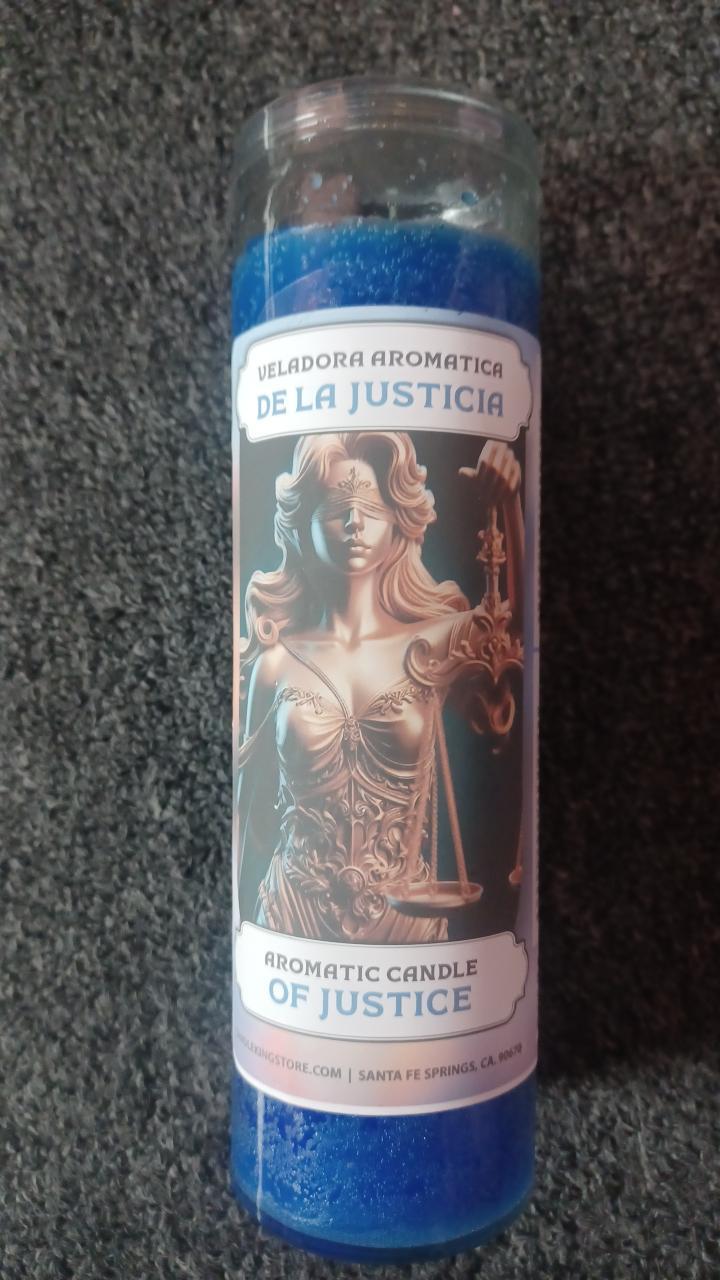 VELADORA AROMATICA
DE LA JUSTICIA
AROMATIC CANDLE
OF JUSTICE
SANTA FE SPRINGS, CA. 90670